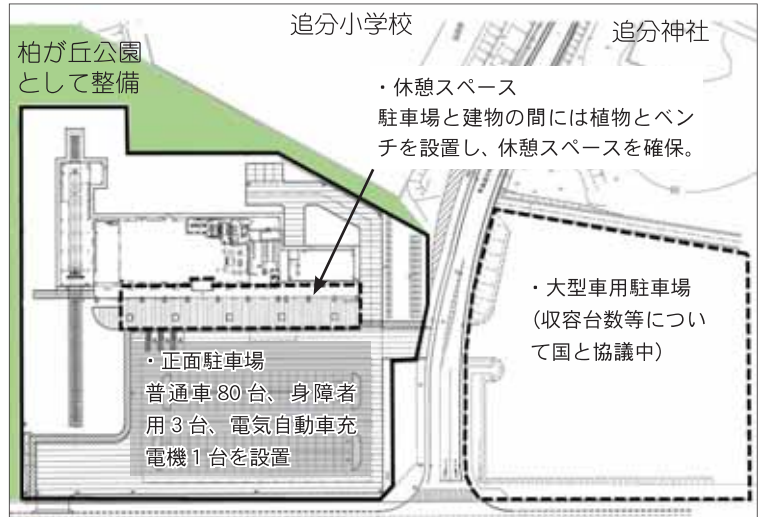 追分小学校
追分神社
柏が丘公園
として整備
・休憩スペース
駐車場と建物の間には植物とベン
チを設置し、休憩スペースを確保。
・大型車用駐車場
（収容台数等につい
て国と協議中）
・正面駐車場
普通車80台、身障者
用3台、電気自動車充
電機1台を設置